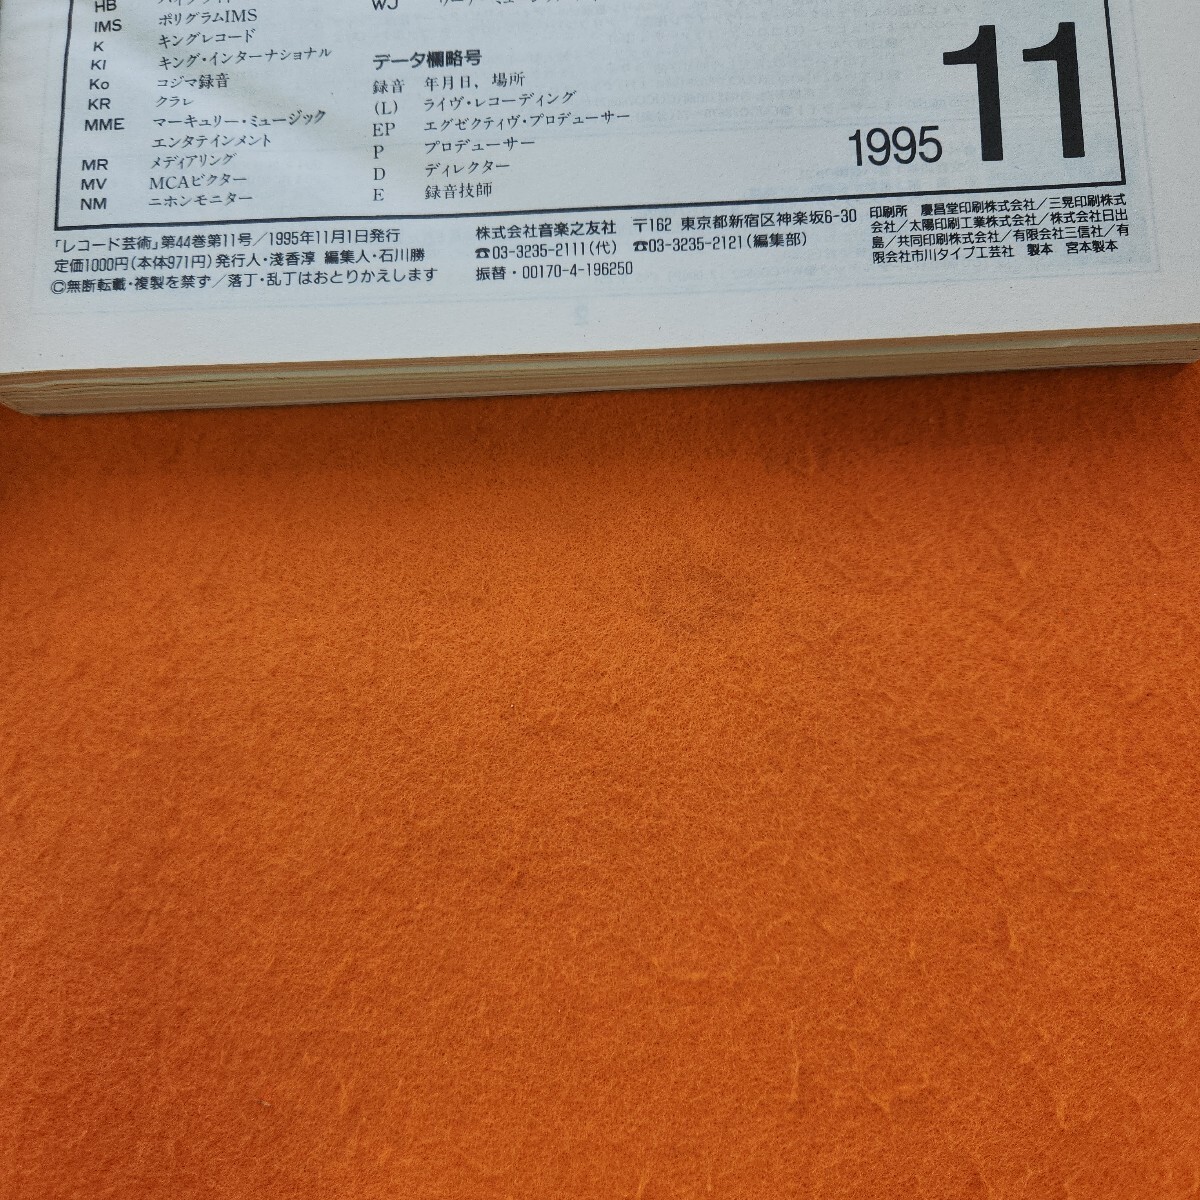 HB
IMS ポリグラムIMS
K キングレコード
KI キング・インターナショナル
Ko コジマ録音
KR クラレ
MME マーキュリー・ミュージック
エンタテインメント
MR メディアリング
MV MCAビクター
NM ニホンモニター
WJ
データ欄略号
録音 年月日、場所
(L) ライヴ・レコーディング
EP エグゼクティヴ・プロデューサー
P プロデューサー
D ディレクター
E 録音技師
1995 11
「レコード芸術」第44巻第11号/1995年11月1日発行
定価1000円(本体971円)発行人・淺香淳 編集人・石川勝
©無断転載・複製を禁ず/落丁・乱丁はおとりかえします
株式会社音楽之友社 〒162 東京都新宿区神楽坂6-30
☎03-3235-2111(代) ☎03-3235-2121(編集部)
振替・00170-4-196250
印刷所 慶昌堂印刷株式会社/三晃印刷株式
会社/太陽印刷工業株式会社/株式会社日出
島/共同印刷株式会社/有限会社三信社/有
限会社市川タイプ工芸社 製本 宮本製本